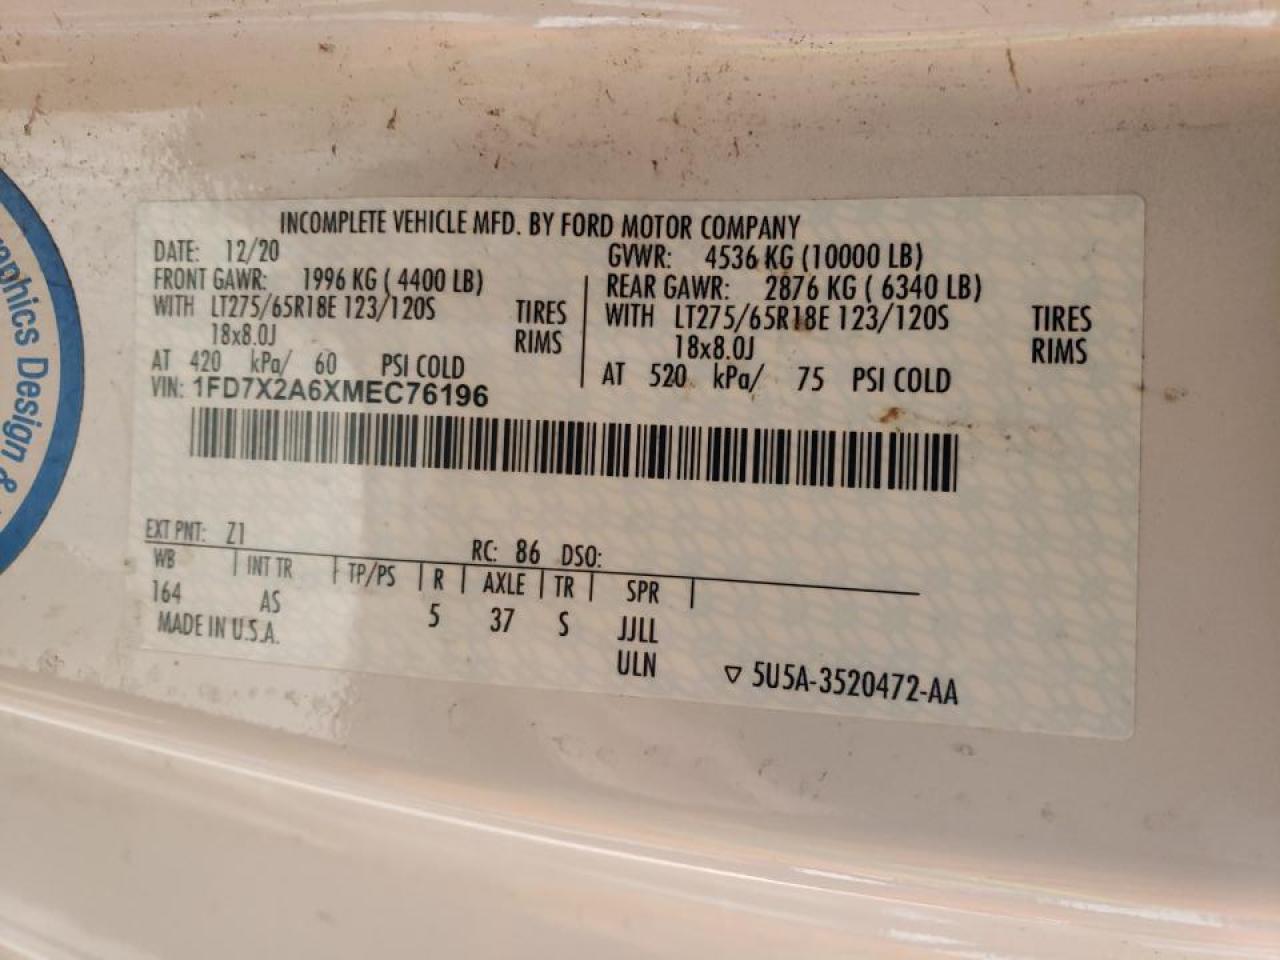 INCOMPLETE VEHICLE MFD. BY FORD MOTOR COMPANY
DATE: 12/20 GVWR: 4536 KG (10000 LB)
FRONT GAWR: 1996 KG ( 4400 LB) REAR GAWR: 2876 KG ( 6340 LB)
WITH LT275/65R18E 123/120S TIRES WITH LT275/65R18E 123/120S TIRES
18x8.0J RIMS 18x8.0J RIMS
AT 420 kPa/ 60 PSI COLD AT 520 kPa/ 75 PSI COLD
VIN: 1FD7X2A6XMEC76196
EXT PNT: Z1 RC: 86 DSO:
WB INT TR TP/PS R AXLE TR SPR
164 AS 5 37 S JJLL
MADE IN U.S.A. ULN ▽ 5U5A-3520472-AA
Design &